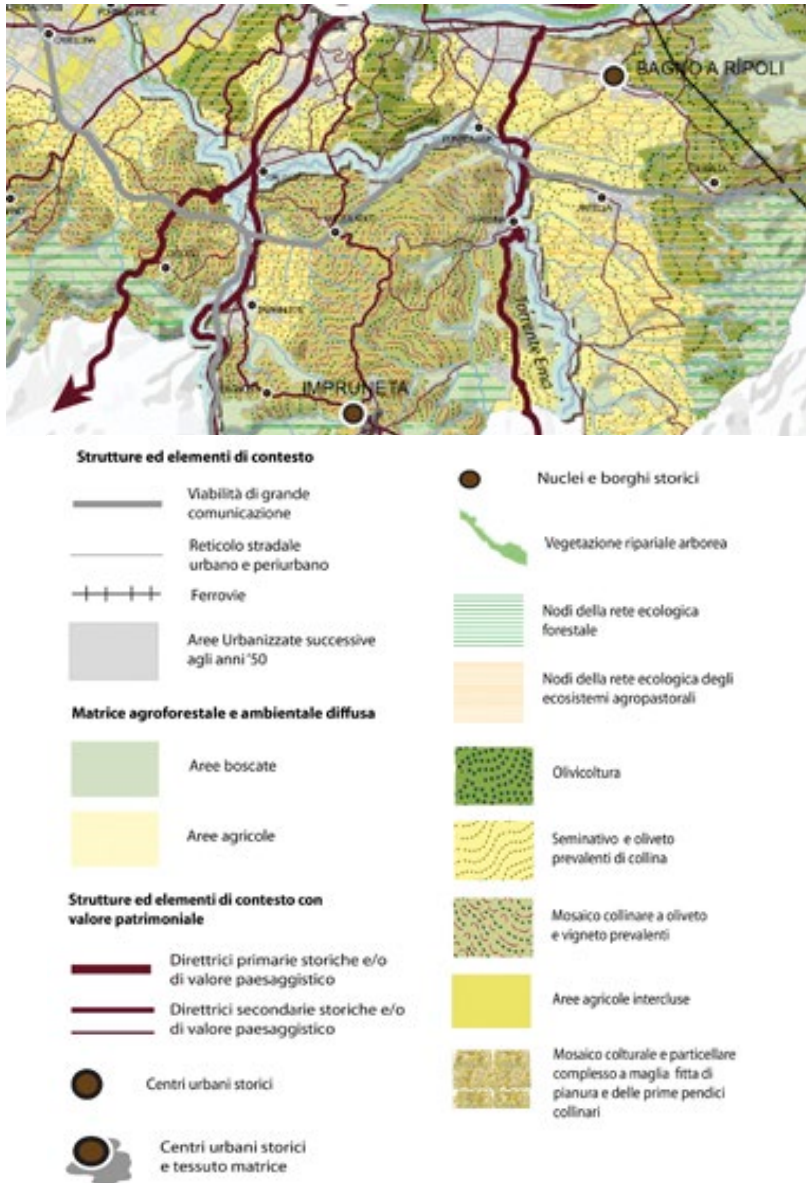 BAGNO A RIPOLI
ANTELLA
Torrente Ema
IMPRUNETA
Strutture ed elementi di contesto
Viabilità di grande
comunicazione
Reticolo stradale
urbano e periurbano
Ferrovie
Aree Urbanizzate successive
agli anni '50
Matrice agroforestale e ambientale diffusa
Aree boscate
Aree agricole
Strutture ed elementi di contesto con
valore patrimoniale
Direttrici primarie storiche e/o
di valore paesaggistico
Direttrici secondarie storiche e/o
di valore paesaggistico
Centri urbani storici
Centri urbani storici
e tessuto matrice
Nuclei e borghi storici
Vegetazione ripariale arborea
Nodi della rete ecologica
forestale
Nodi della rete ecologica degli
ecosistemi agropastorali
Olivicoltura
Seminativo e oliveto
prevalenti di collina
Mosaico collinare a oliveto
e vigneto prevalenti
Aree agricole intercluse
Mosaico colturale e particellare
complesso a maglia fitta di
pianura e delle prime pendici
collinari